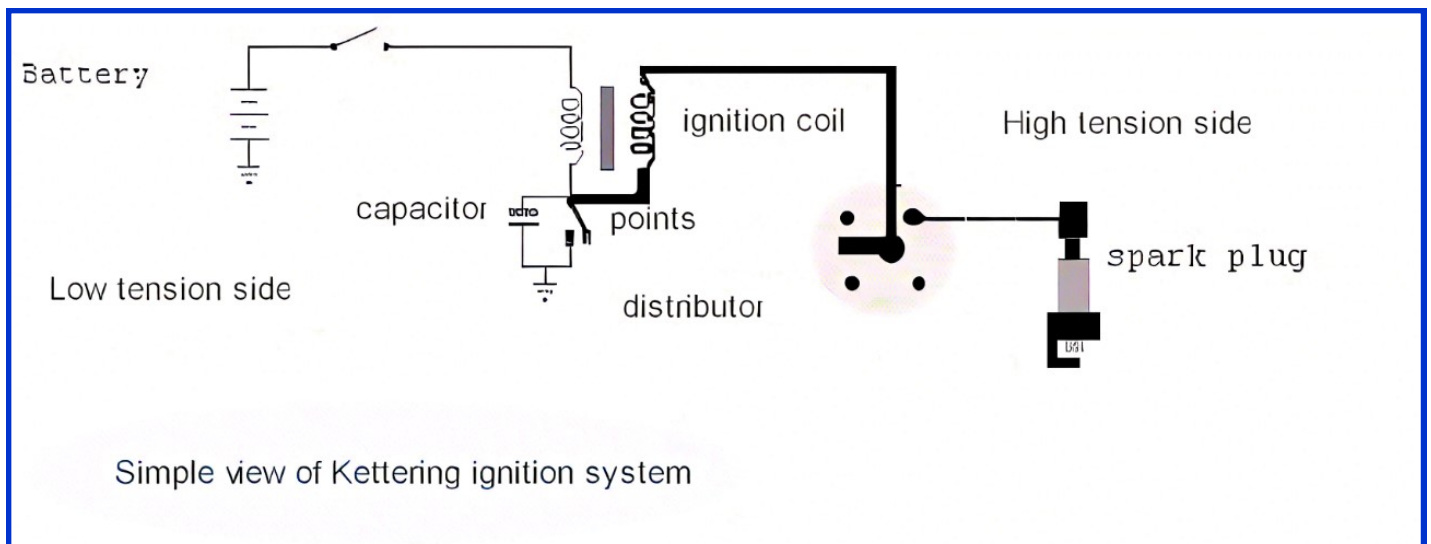 Battery
ignition coil
High tension side
capacitor
points
spark plug
Low tension side
distributor
Simple view of Kettering ignition system